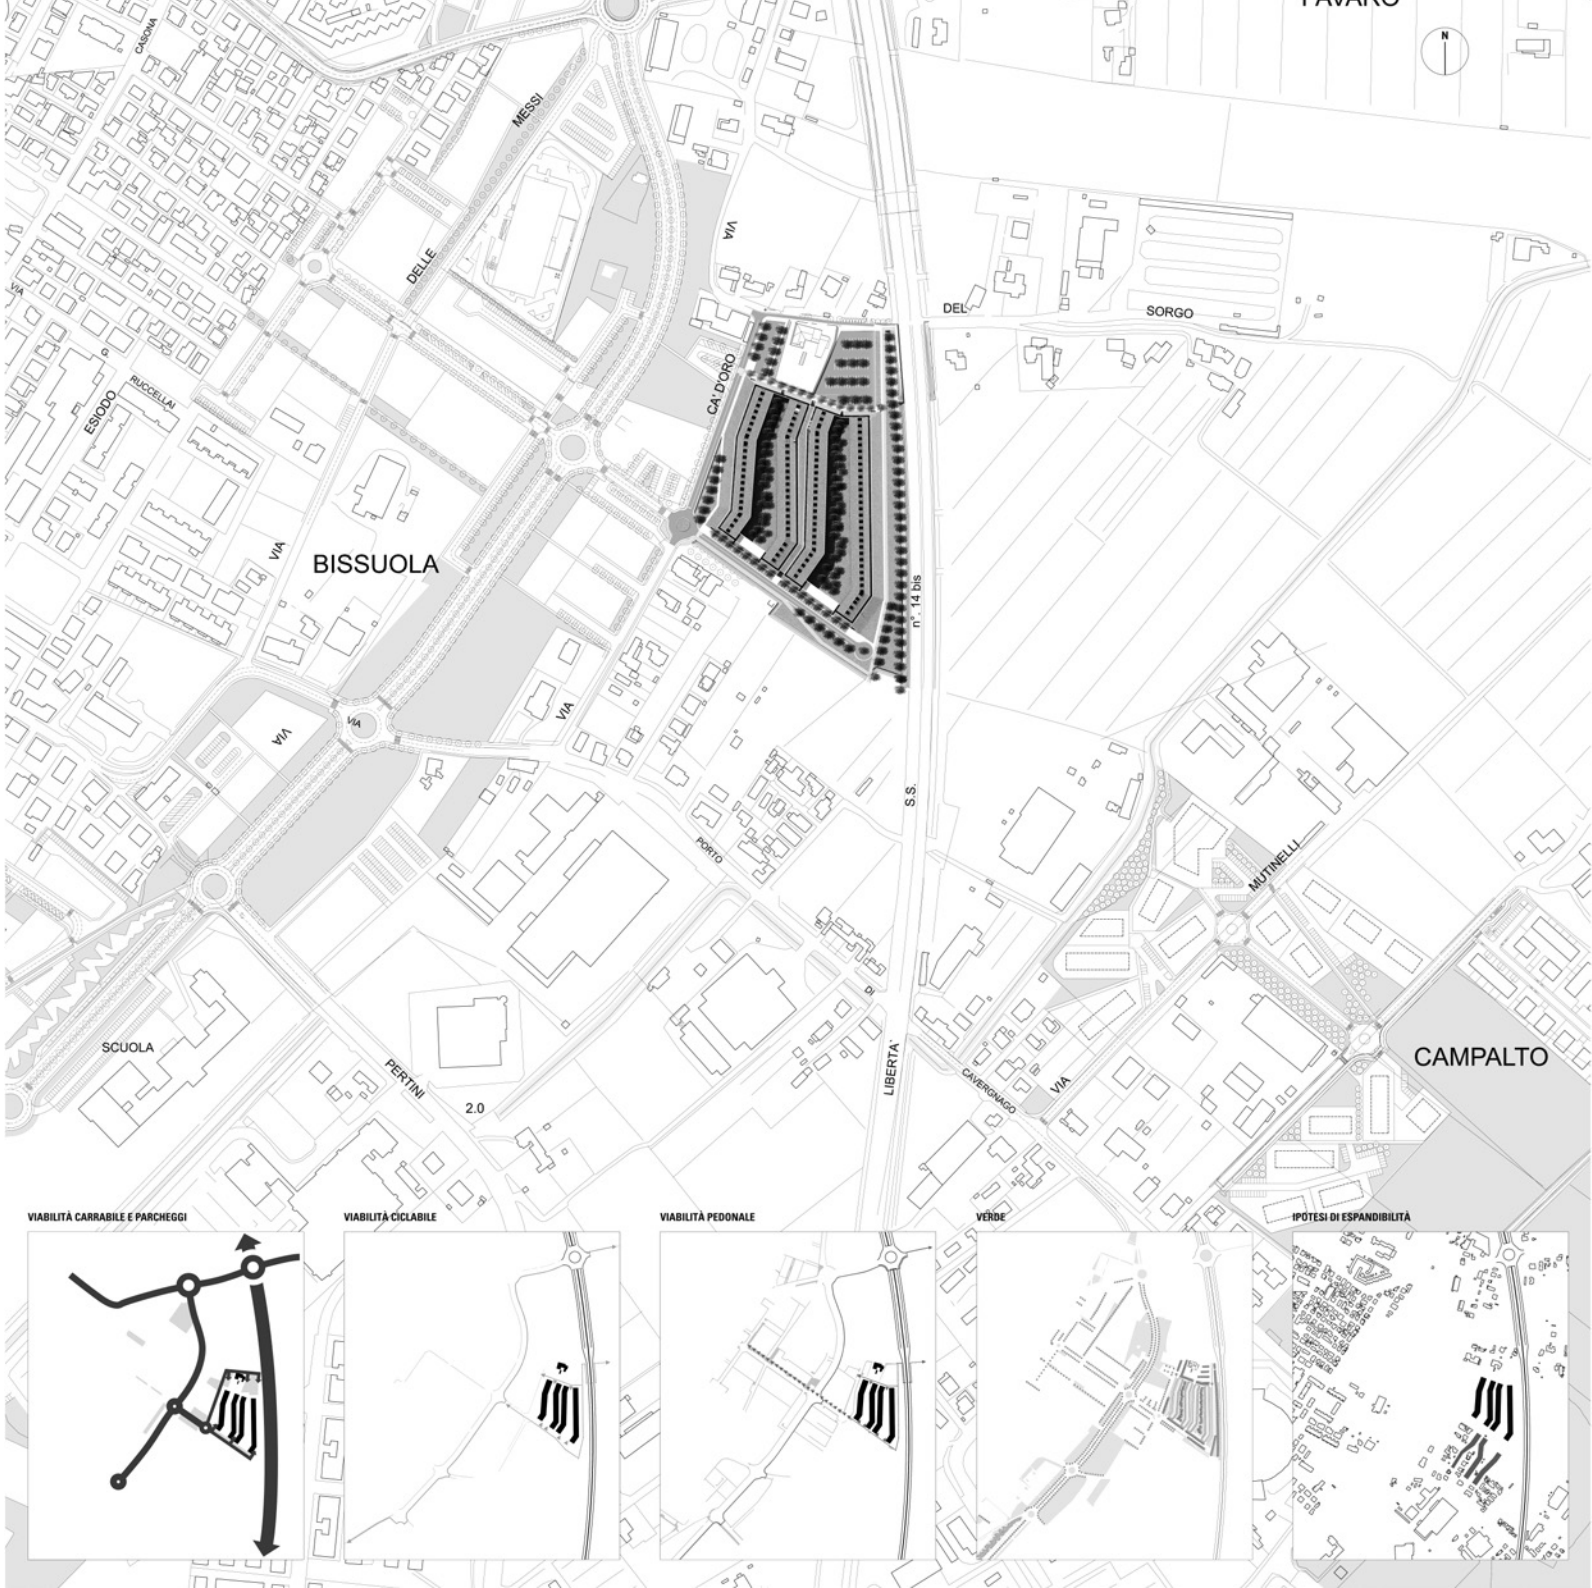 FAVARO
N
CASONA
MESSI
VIA
DELLE
VIA
DEL
SORGO
G.
RUCCELLAI
ESIODO
CA' D'ORO
VIA
BISSUOLA
n°. 14 bis
VIA
VIA
VIA
S.S.
PORTO
MUTINELLI
DI
SCUOLA
PERTINI
2.0
LIBERTA'
CAVERGNAGO
VIA
CAMPALTO
VIABILITÀ CARRABILE E PARCHEGGI
VIABILITÀ CICLABILE
VIABILITÀ PEDONALE
VERDE
IPOTESI DI ESPANDIBILITÀ